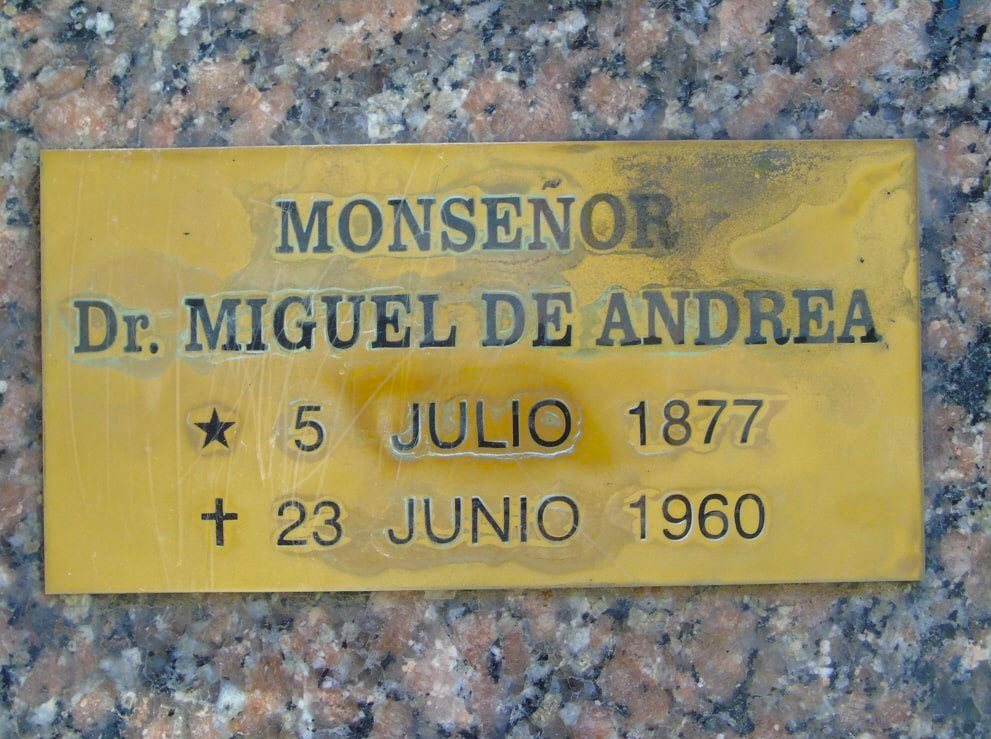 MONSEÑOR
Dr. MIGUEL DE ANDREA
★ 5 JULIO 1877
✝ 23 JUNIO 1960